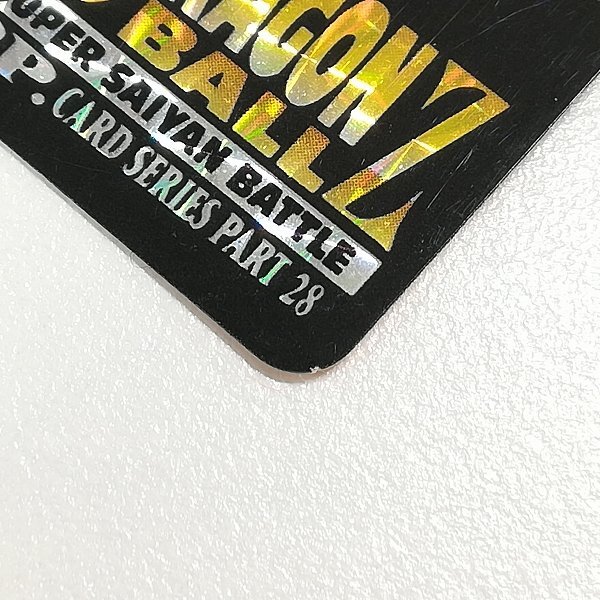 DRAGON
BALL Z
SUPER SAIYAN BATTLE
P.P. CARD SERIES PART 28